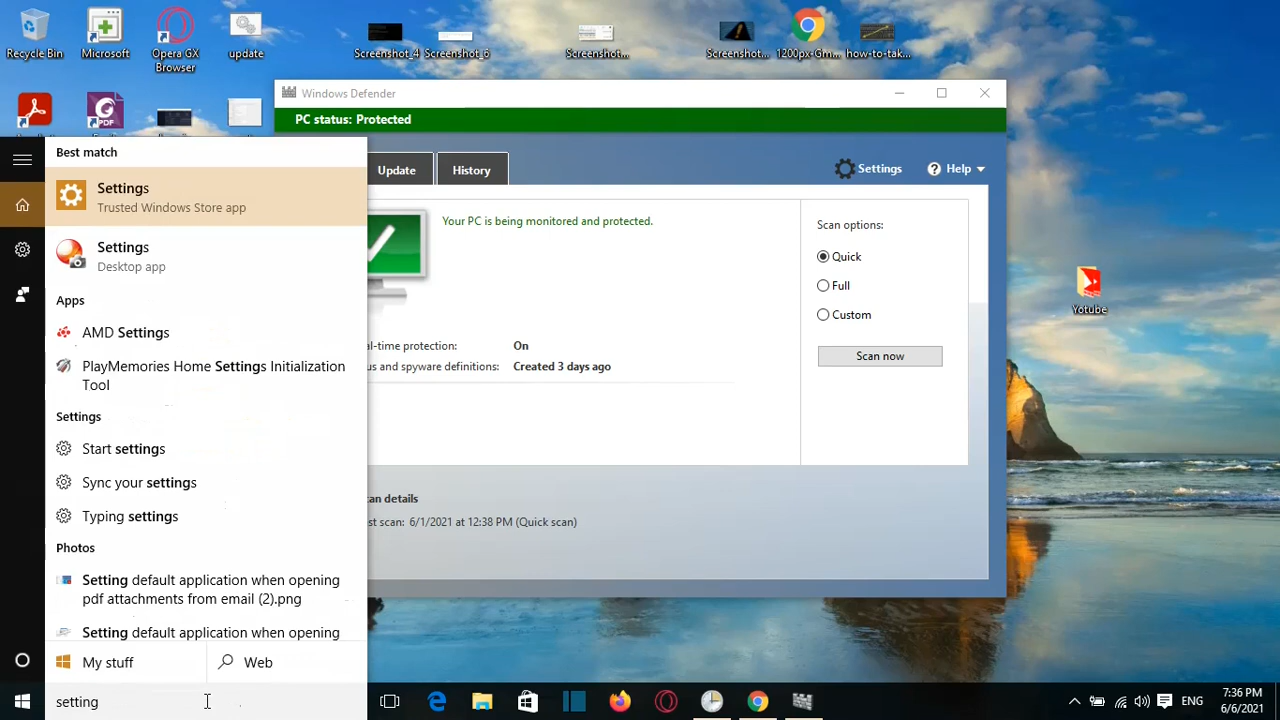 Recycle Bin
Microsoft
Opera GX
Browser
update
Screenshot_4
Screenshot_6
Screenshot...
Screenshot...
1200px-Gm...
how-to-tak...
PDF
Windows Defender
PC status: Protected
Update
History
Settings
Help
Your PC is being monitored and protected.
Scan options:
Quick
Full
Custom
Scan now
al-time protection:
On
us and spyware definitions:
Created 3 days ago
can details
st scan: 6/1/2021 at 12:38 PM (Quick scan)
Yotube
Best match
Settings
Trusted Windows Store app
Settings
Desktop app
Apps
AMD Settings
PlayMemories Home Settings Initialization
Tool
Settings
Start settings
Sync your settings
Typing settings
Photos
Setting default application when opening
pdf attachments from email (2).png
Setting default application when opening
My stuff
Web
setting
ENG
7:36 PM
6/6/2021